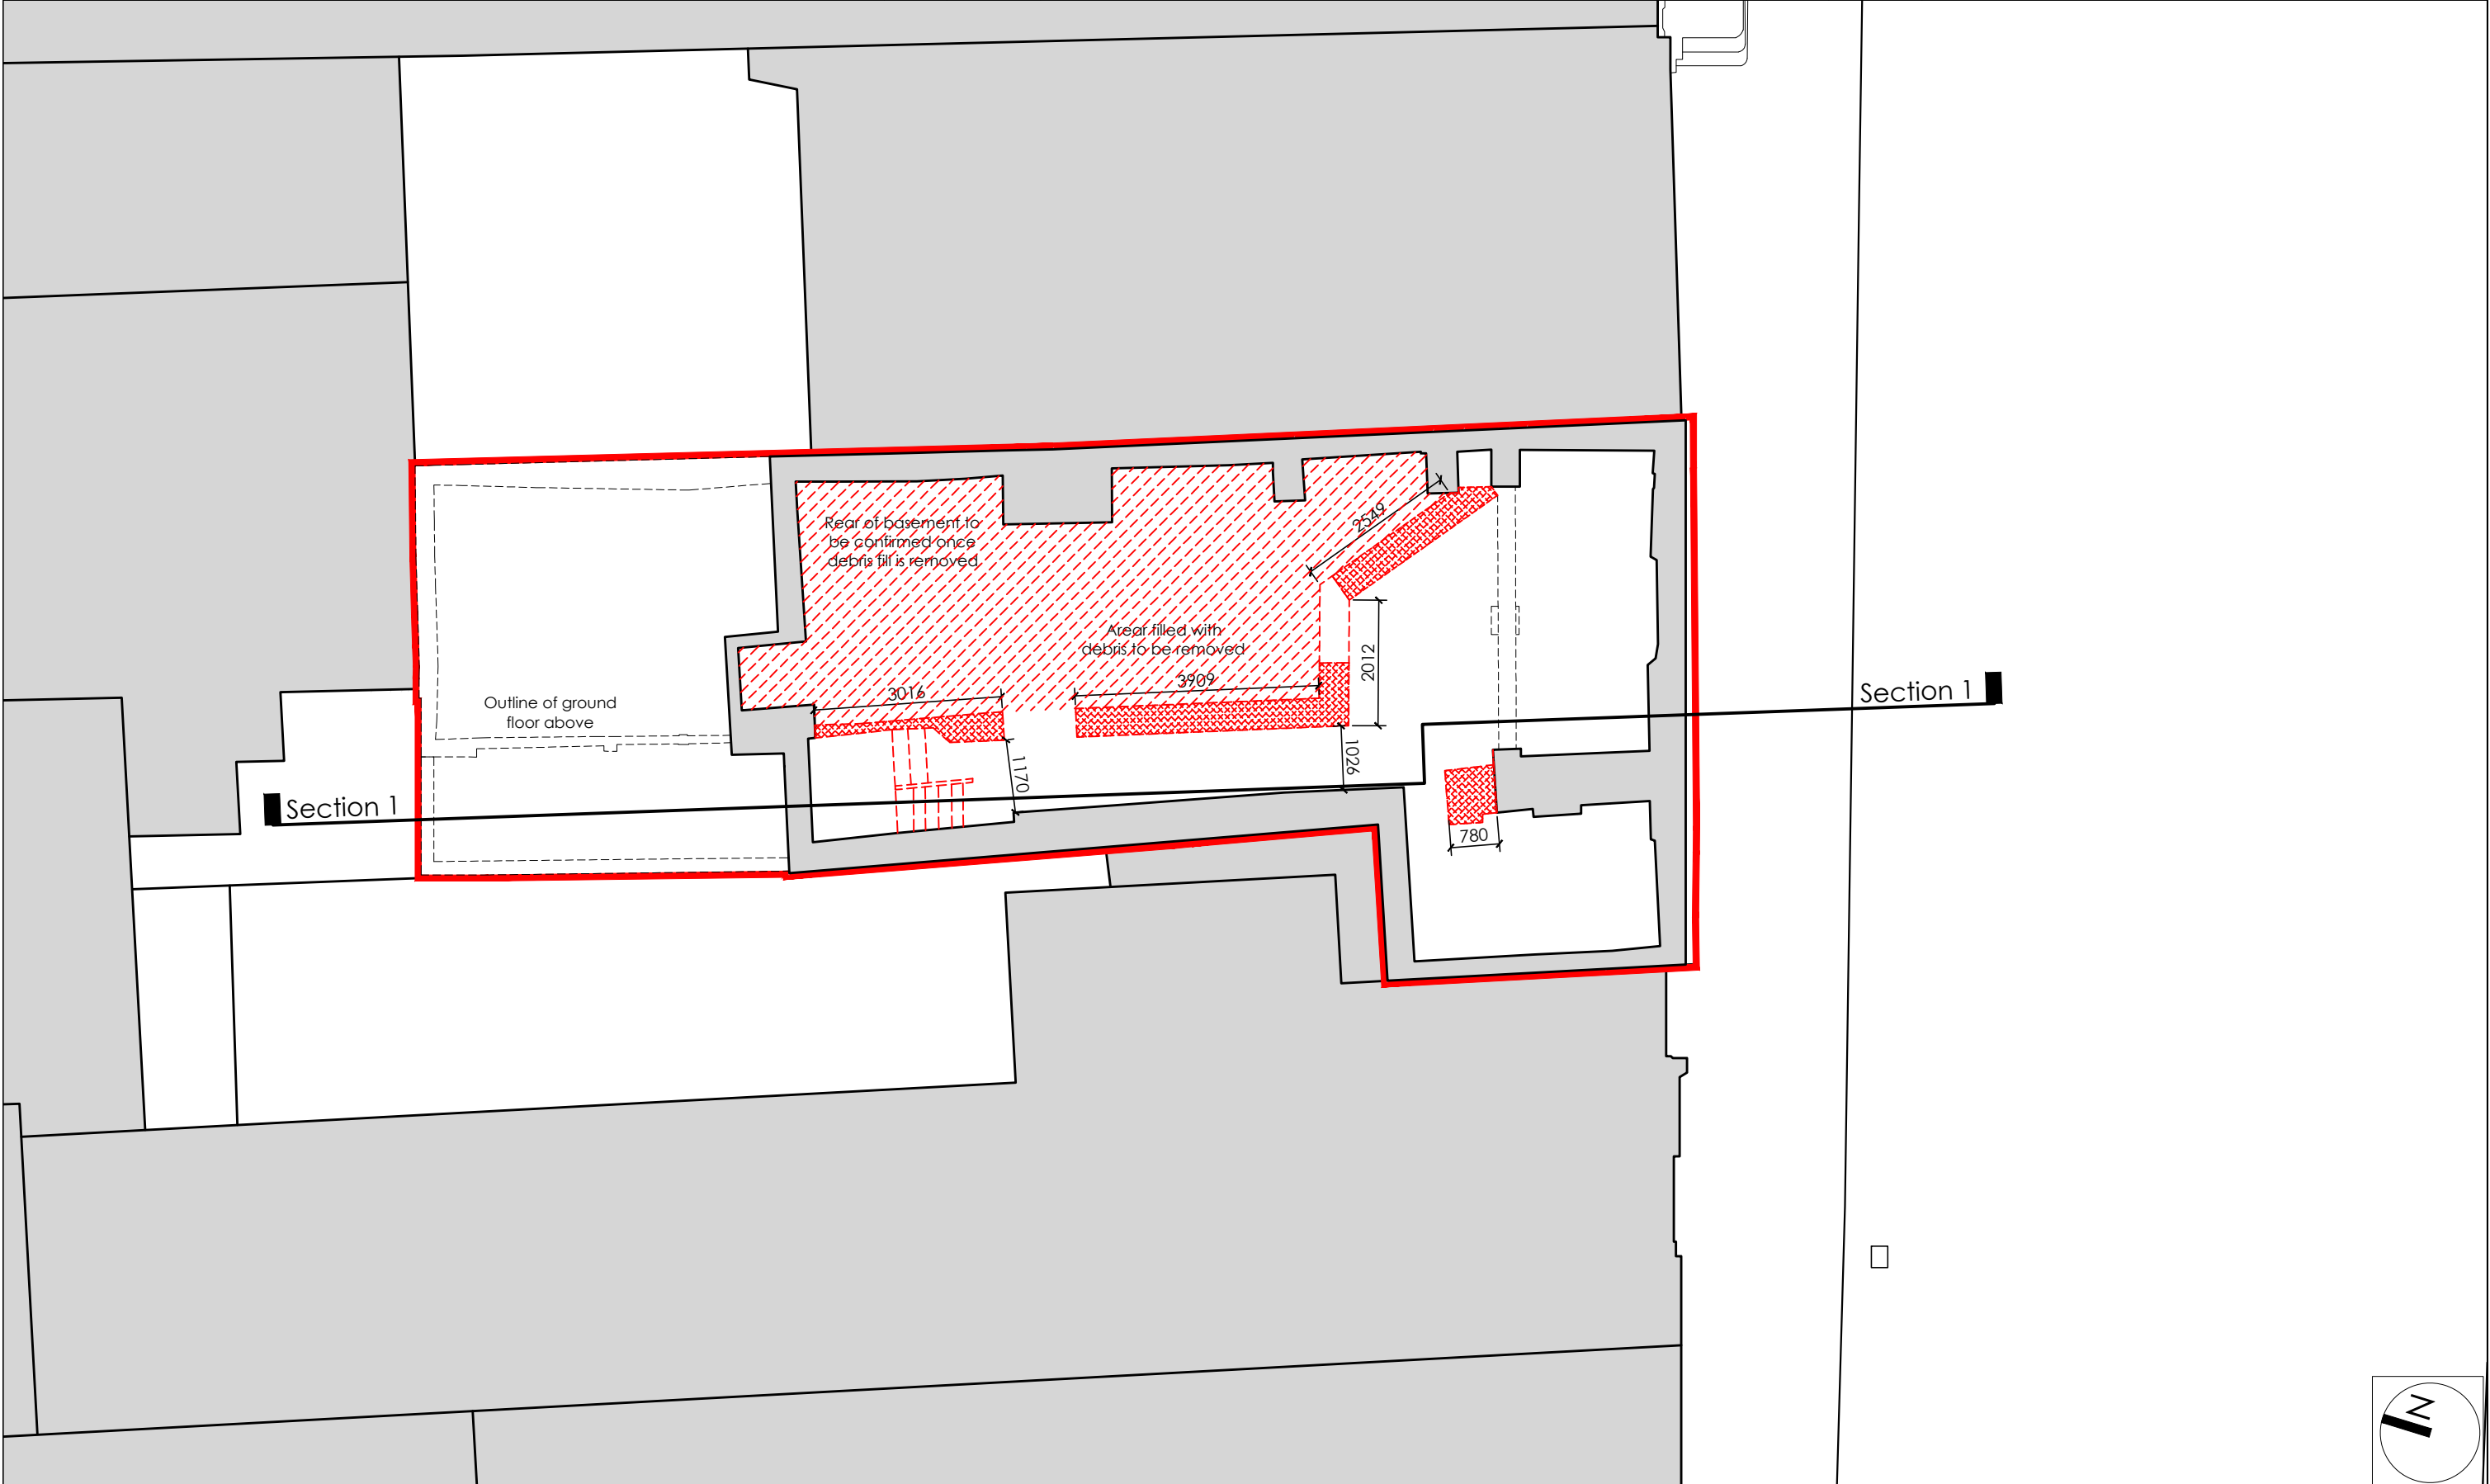 Rear of basement to
be confirmed once
debris fill is removed
2549
Arear filled with
debris to be removed
2012
3016
3909
Outline of ground
floor above
Section 1
1170
1026
Section 1
780
N